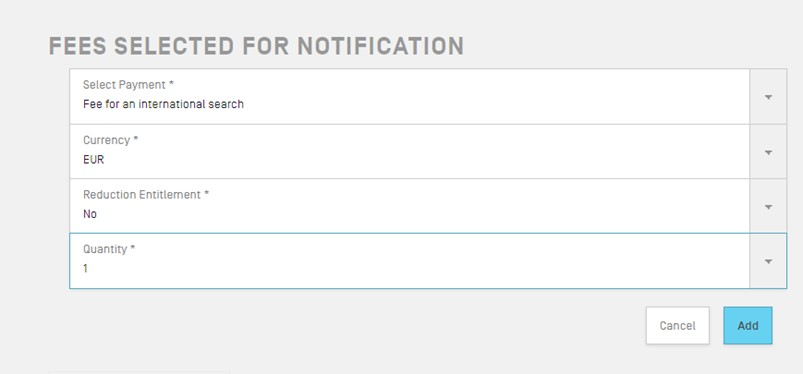 FEES SELECTED FOR NOTIFICATION
Select Payment *
Fee for an international search
Currency *
EUR
Reduction Entitlement *
No
Quantity *
1
Cancel
Add